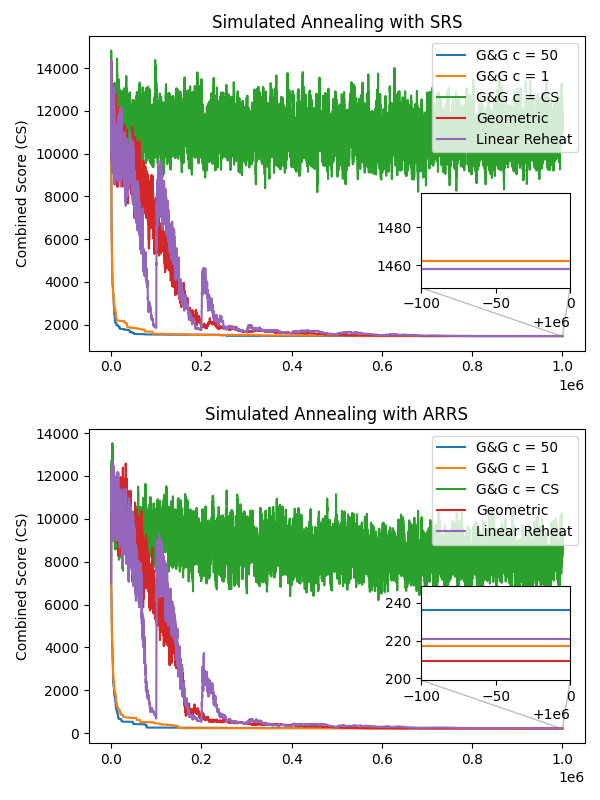 Simulated Annealing with SRS
Combined Score (CS)
14000
12000
10000
8000
6000
4000
2000
G&G c = 50
G&G c = 1
G&G c = CS
Geometric
Linear Reheat
1480
1460
−100 −50 0
+1e6
0.0 0.2 0.4 0.6 0.8 1.0
1e6
Simulated Annealing with ARRS
Combined Score (CS)
14000
12000
10000
8000
6000
4000
2000
0
G&G c = 50
G&G c = 1
G&G c = CS
Geometric
Linear Reheat
240
220
200
−100 −50 0
+1e6
0.0 0.2 0.4 0.6 0.8 1.0
1e6